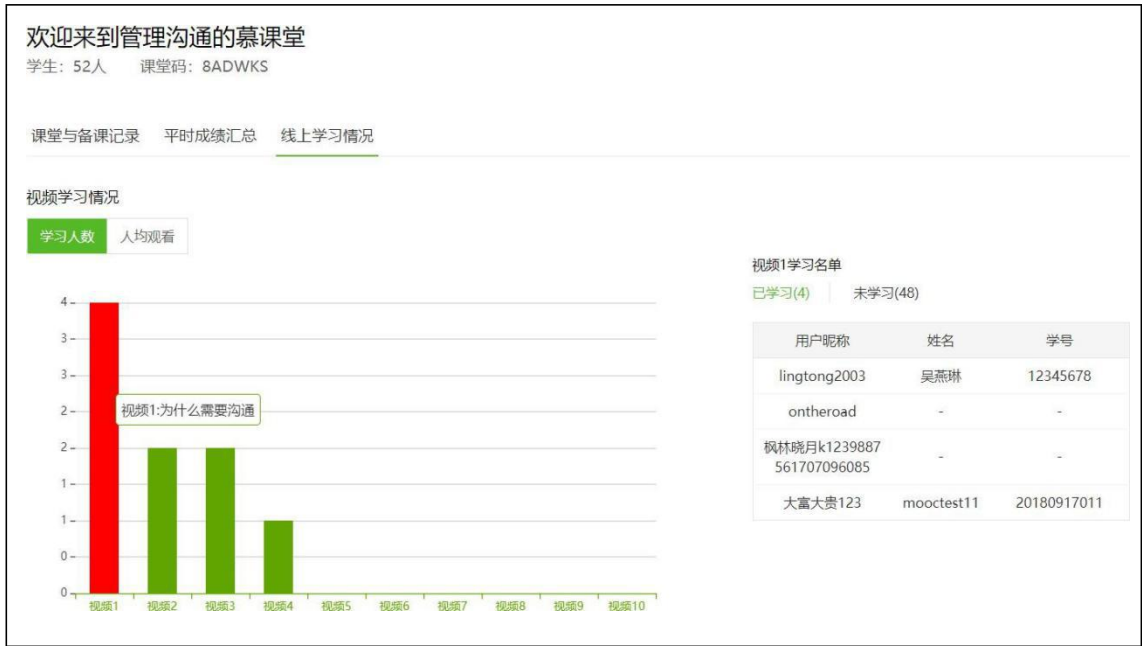 欢迎来到管理沟通的慕课堂
学生：52人 课堂码：8ADWKS
课堂与备课记录 平时成绩汇总 线上学习情况
视频学习情况
学习人数 人均观看
4
3
3
2
2
1
1
0
0
视频1:为什么需要沟通
视频1 视频2 视频3 视频4 视频5 视频6 视频7 视频8 视频9 视频10
视频1学习名单
已学习(4) 未学习(48)
用户昵称 姓名 学号
lingtong2003 吴燕琳 12345678
ontheroad - -
枫林晓月k1239887
561707096085 - -
大富大贵123 mooctest11 20180917011